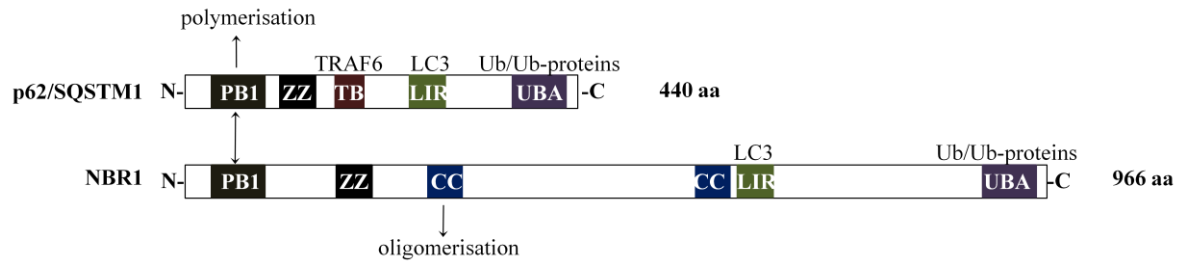 polymerisation
TRAF6 LC3 Ub/Ub-proteins
p62/SQSTM1 N- PB1 ZZ TB LIR UBA -C 440 aa
LC3 Ub/Ub-proteins
NBR1 N- PB1 ZZ CC CC LIR UBA -C 966 aa
oligomerisation